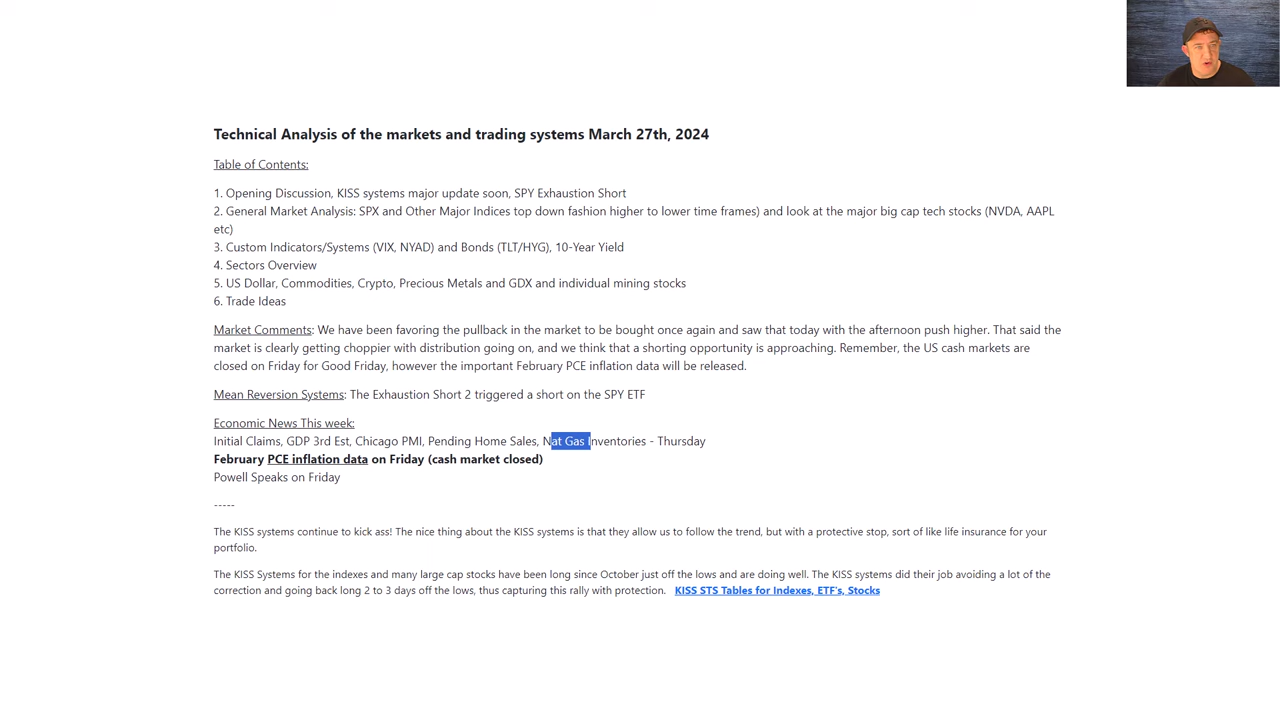 Technical Analysis of the markets and trading systems March 27th, 2024
Table of Contents:
1. Opening Discussion, KISS systems major update soon, SPY Exhaustion Short
2. General Market Analysis: SPX and Other Major Indices top down fashion higher to lower time frames) and look at the major big cap tech stocks (NVDA, AAPL
etc)
3. Custom Indicators/Systems (VIX, NYAD) and Bonds (TLT/HYG), 10-Year Yield
4. Sectors Overview
5. US Dollar, Commodities, Crypto, Precious Metals and GDX and individual mining stocks
6. Trade Ideas
Market Comments: We have been favoring the pullback in the market to be bought once again and saw that today with the afternoon push higher. That said the
market is clearly getting choppier with distribution going on, and we think that a shorting opportunity is approaching. Remember, the US cash markets are
closed on Friday for Good Friday, however the important February PCE inflation data will be released.
Mean Reversion Systems: The Exhaustion Short 2 triggered a short on the SPY ETF
Economic News This week:
Initial Claims, GDP 3rd Est, Chicago PMI, Pending Home Sales, Nat Gas Inventories - Thursday
February PCE inflation data on Friday (cash market closed)
Powell Speaks on Friday
-----
The KISS systems continue to kick ass! The nice thing about the KISS systems is that they allow us to follow the trend, but with a protective stop, sort of like life insurance for your
portfolio.
The KISS Systems for the indexes and many large cap stocks have been long since October just off the lows and are doing well. The KISS systems did their job avoiding a lot of the
correction and going back long 2 to 3 days off the lows, thus capturing this rally with protection. KISS STS Tables for Indexes, ETF's, Stocks